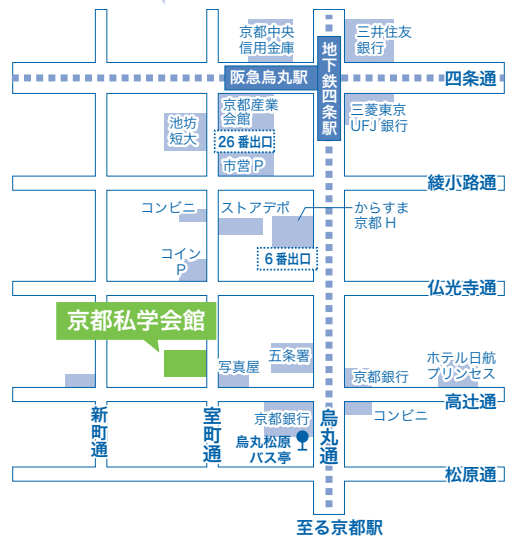 京都中央
信用金庫
三井住友
銀行
地下鉄四条駅
阪急烏丸駅
四条通
池坊
短大
京都産業
会館
26番出口
市営P
三菱東京
UFJ銀行
綾小路通
コンビニ
ストアデポ
からすま
京都H
コイン
P
6番出口
仏光寺通
京都私学会館
写真屋
五条署
京都銀行
ホテル日航
プリンセス
高辻通
新町通
室町通
京都銀行
烏丸松原
バス亭
烏丸通
コンビニ
松原通
至る京都駅